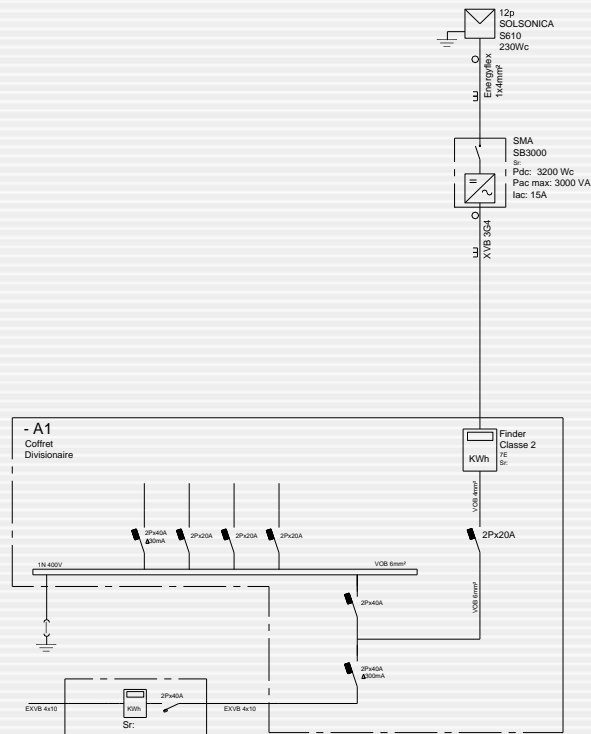 12p
SOLSONICA
S610
230Wc
Energyflex
1x4mm²
SMA
SB3000
Sr:
Pdc: 3200 Wc
Pac max: 3000 VA
Iac: 15A
XVB 3G4
- A1
Coffret
Divisionaire
Finder
Classe 2
7E
Sr:
KWh
VOB 4mm²
2Px40A
Δ30mA
2Px20A
2Px20A
2Px20A
2Px20A
1N 400V
VOB 6mm²
VOB 6mm²
2Px40A
2Px40A
Δ300mA
EXVB 4x10
KWh
2Px40A
EXVB 4x10
Sr: